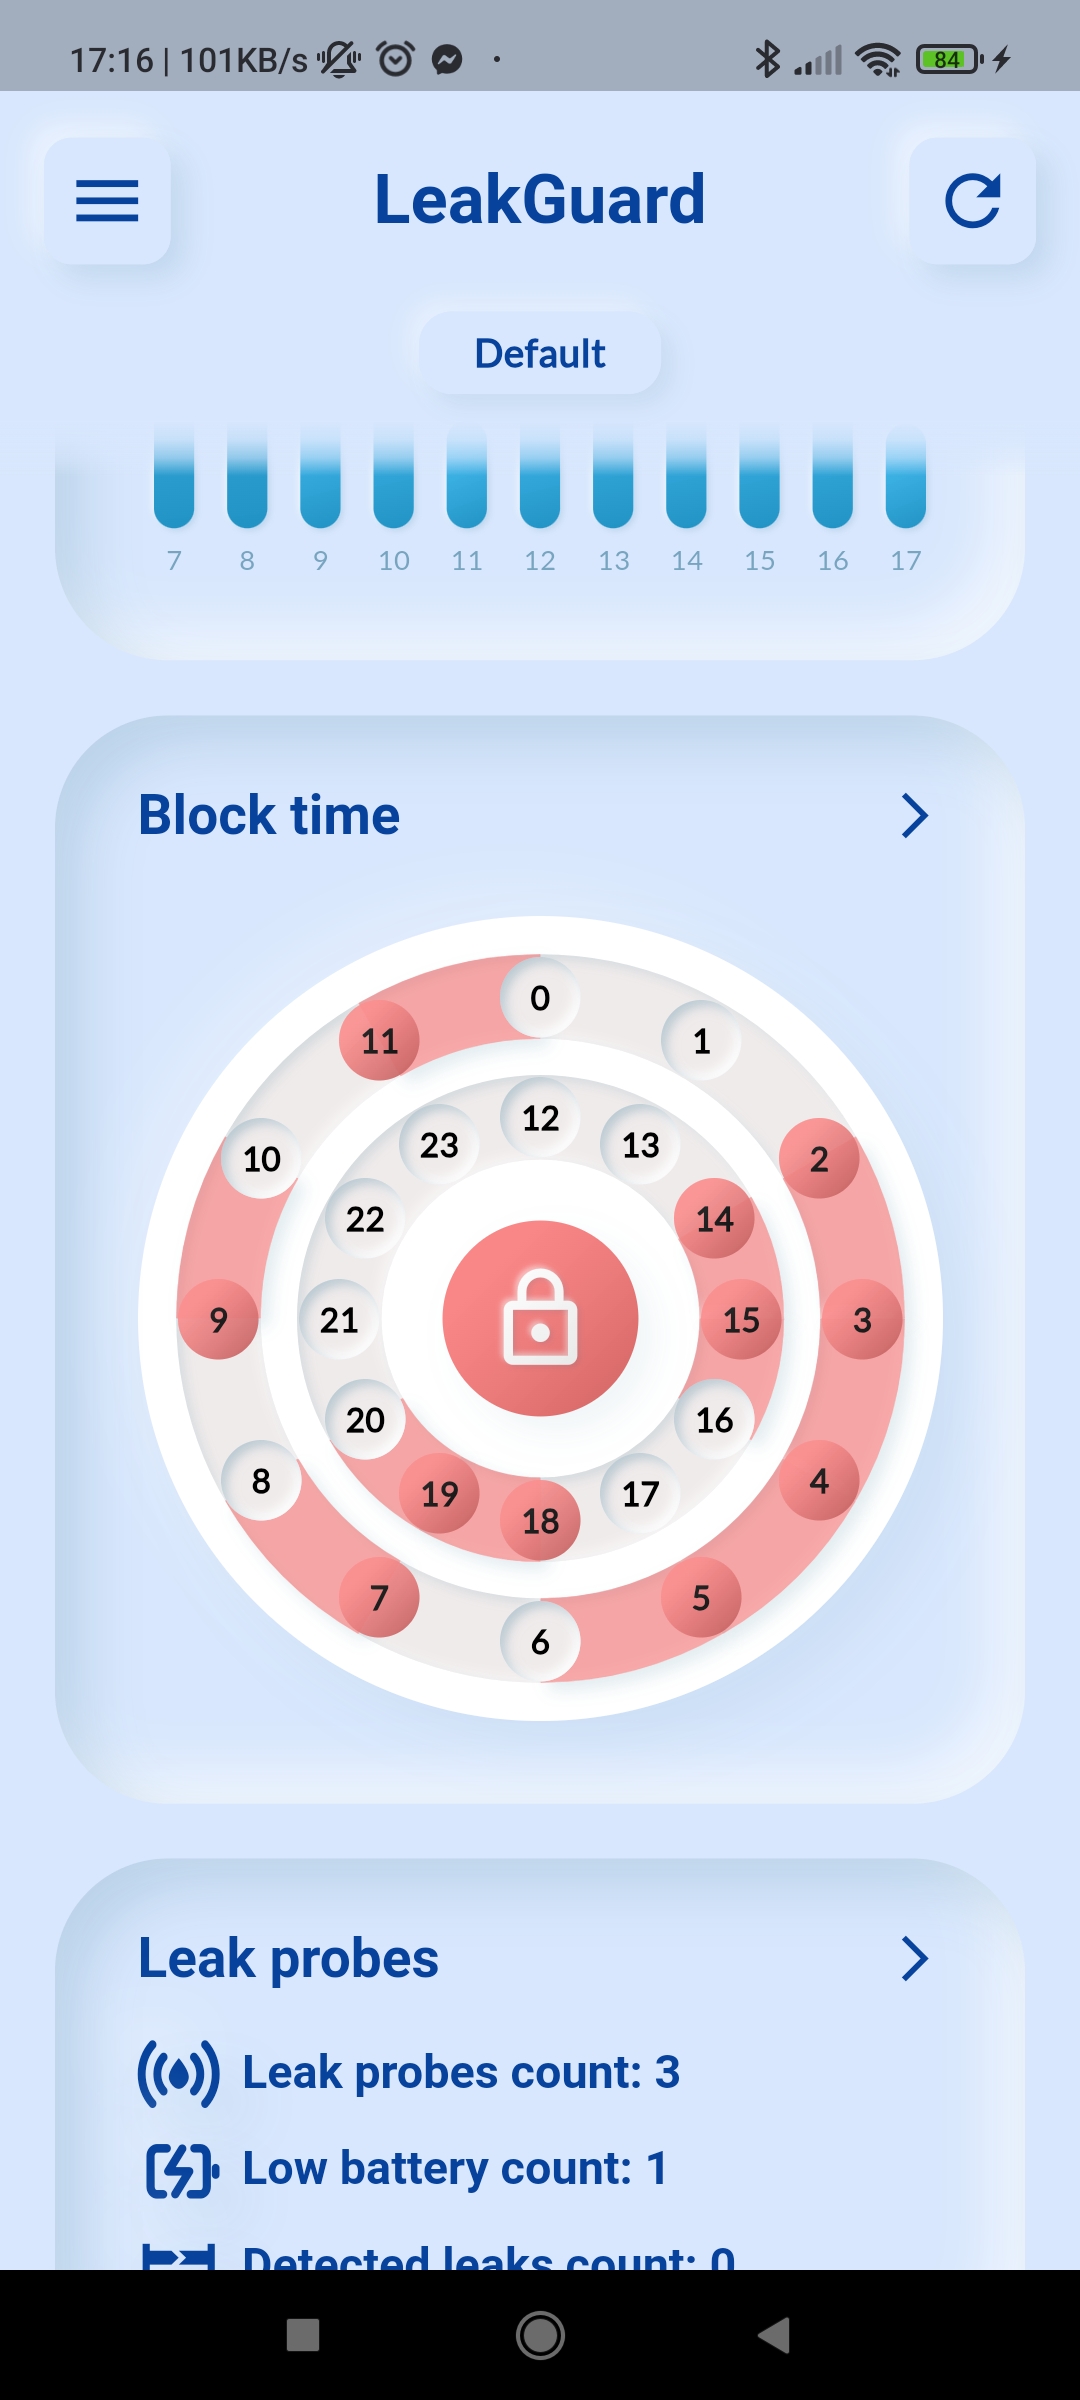 17:16 | 101KB/s
84
LeakGuard
Default
7 8 9 10 11 12 13 14 15 16 17
Block time
0
11 1
12
23 13
10 2
22 14
9 21 15 3
20 16
8 4
19 17
18
7 5
6
Leak probes
Leak probes count: 3
Low battery count: 1
Detected leaks count: 0